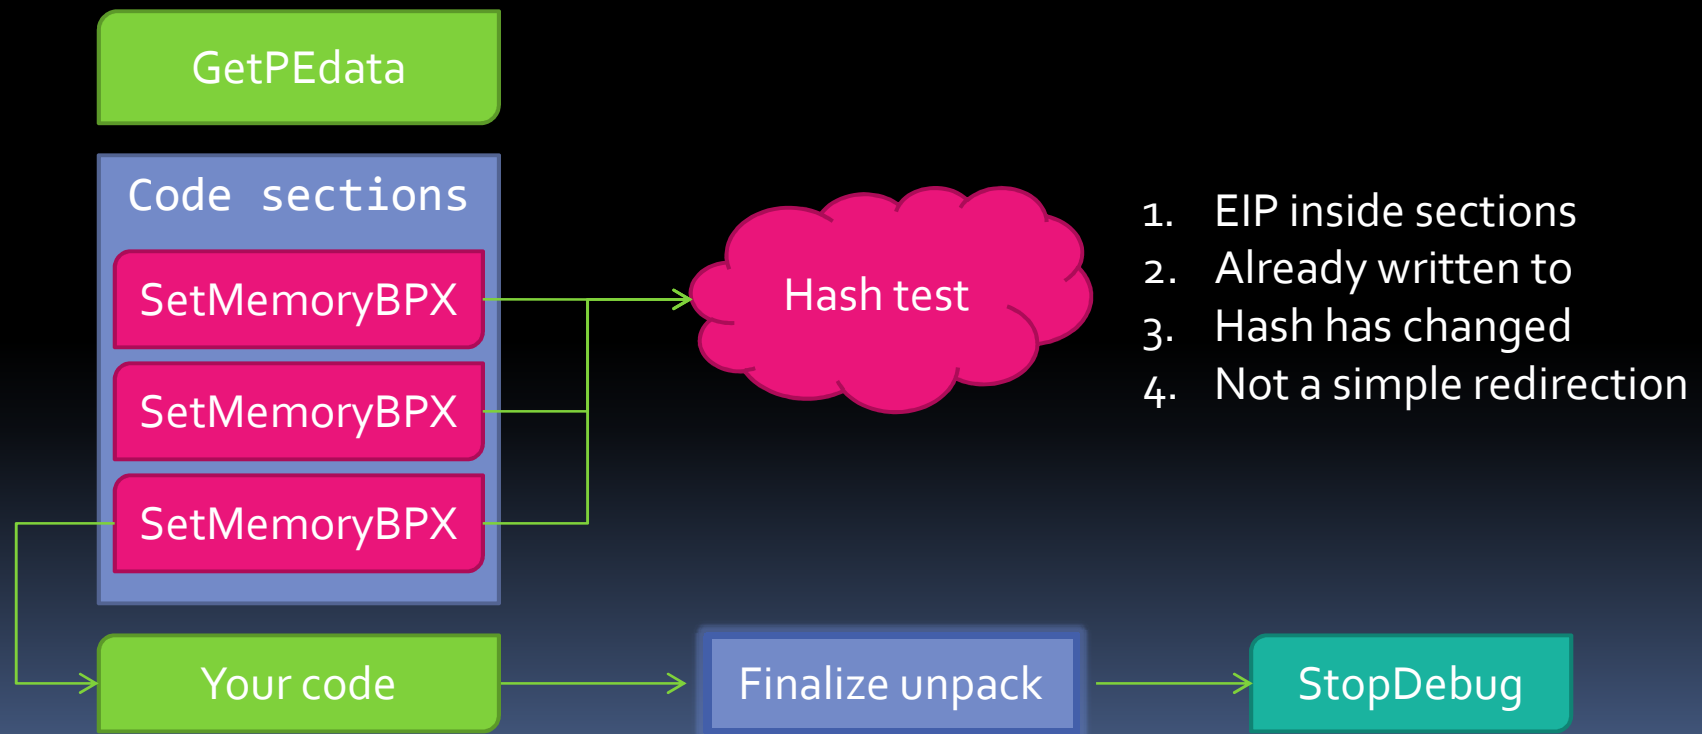 GetPEdata
Code sections
SetMemoryBPX
SetMemoryBPX
SetMemoryBPX
Hash test
1. EIP inside sections
2. Already written to
3. Hash has changed
4. Not a simple redirection
Your code
Finalize unpack
StopDebug